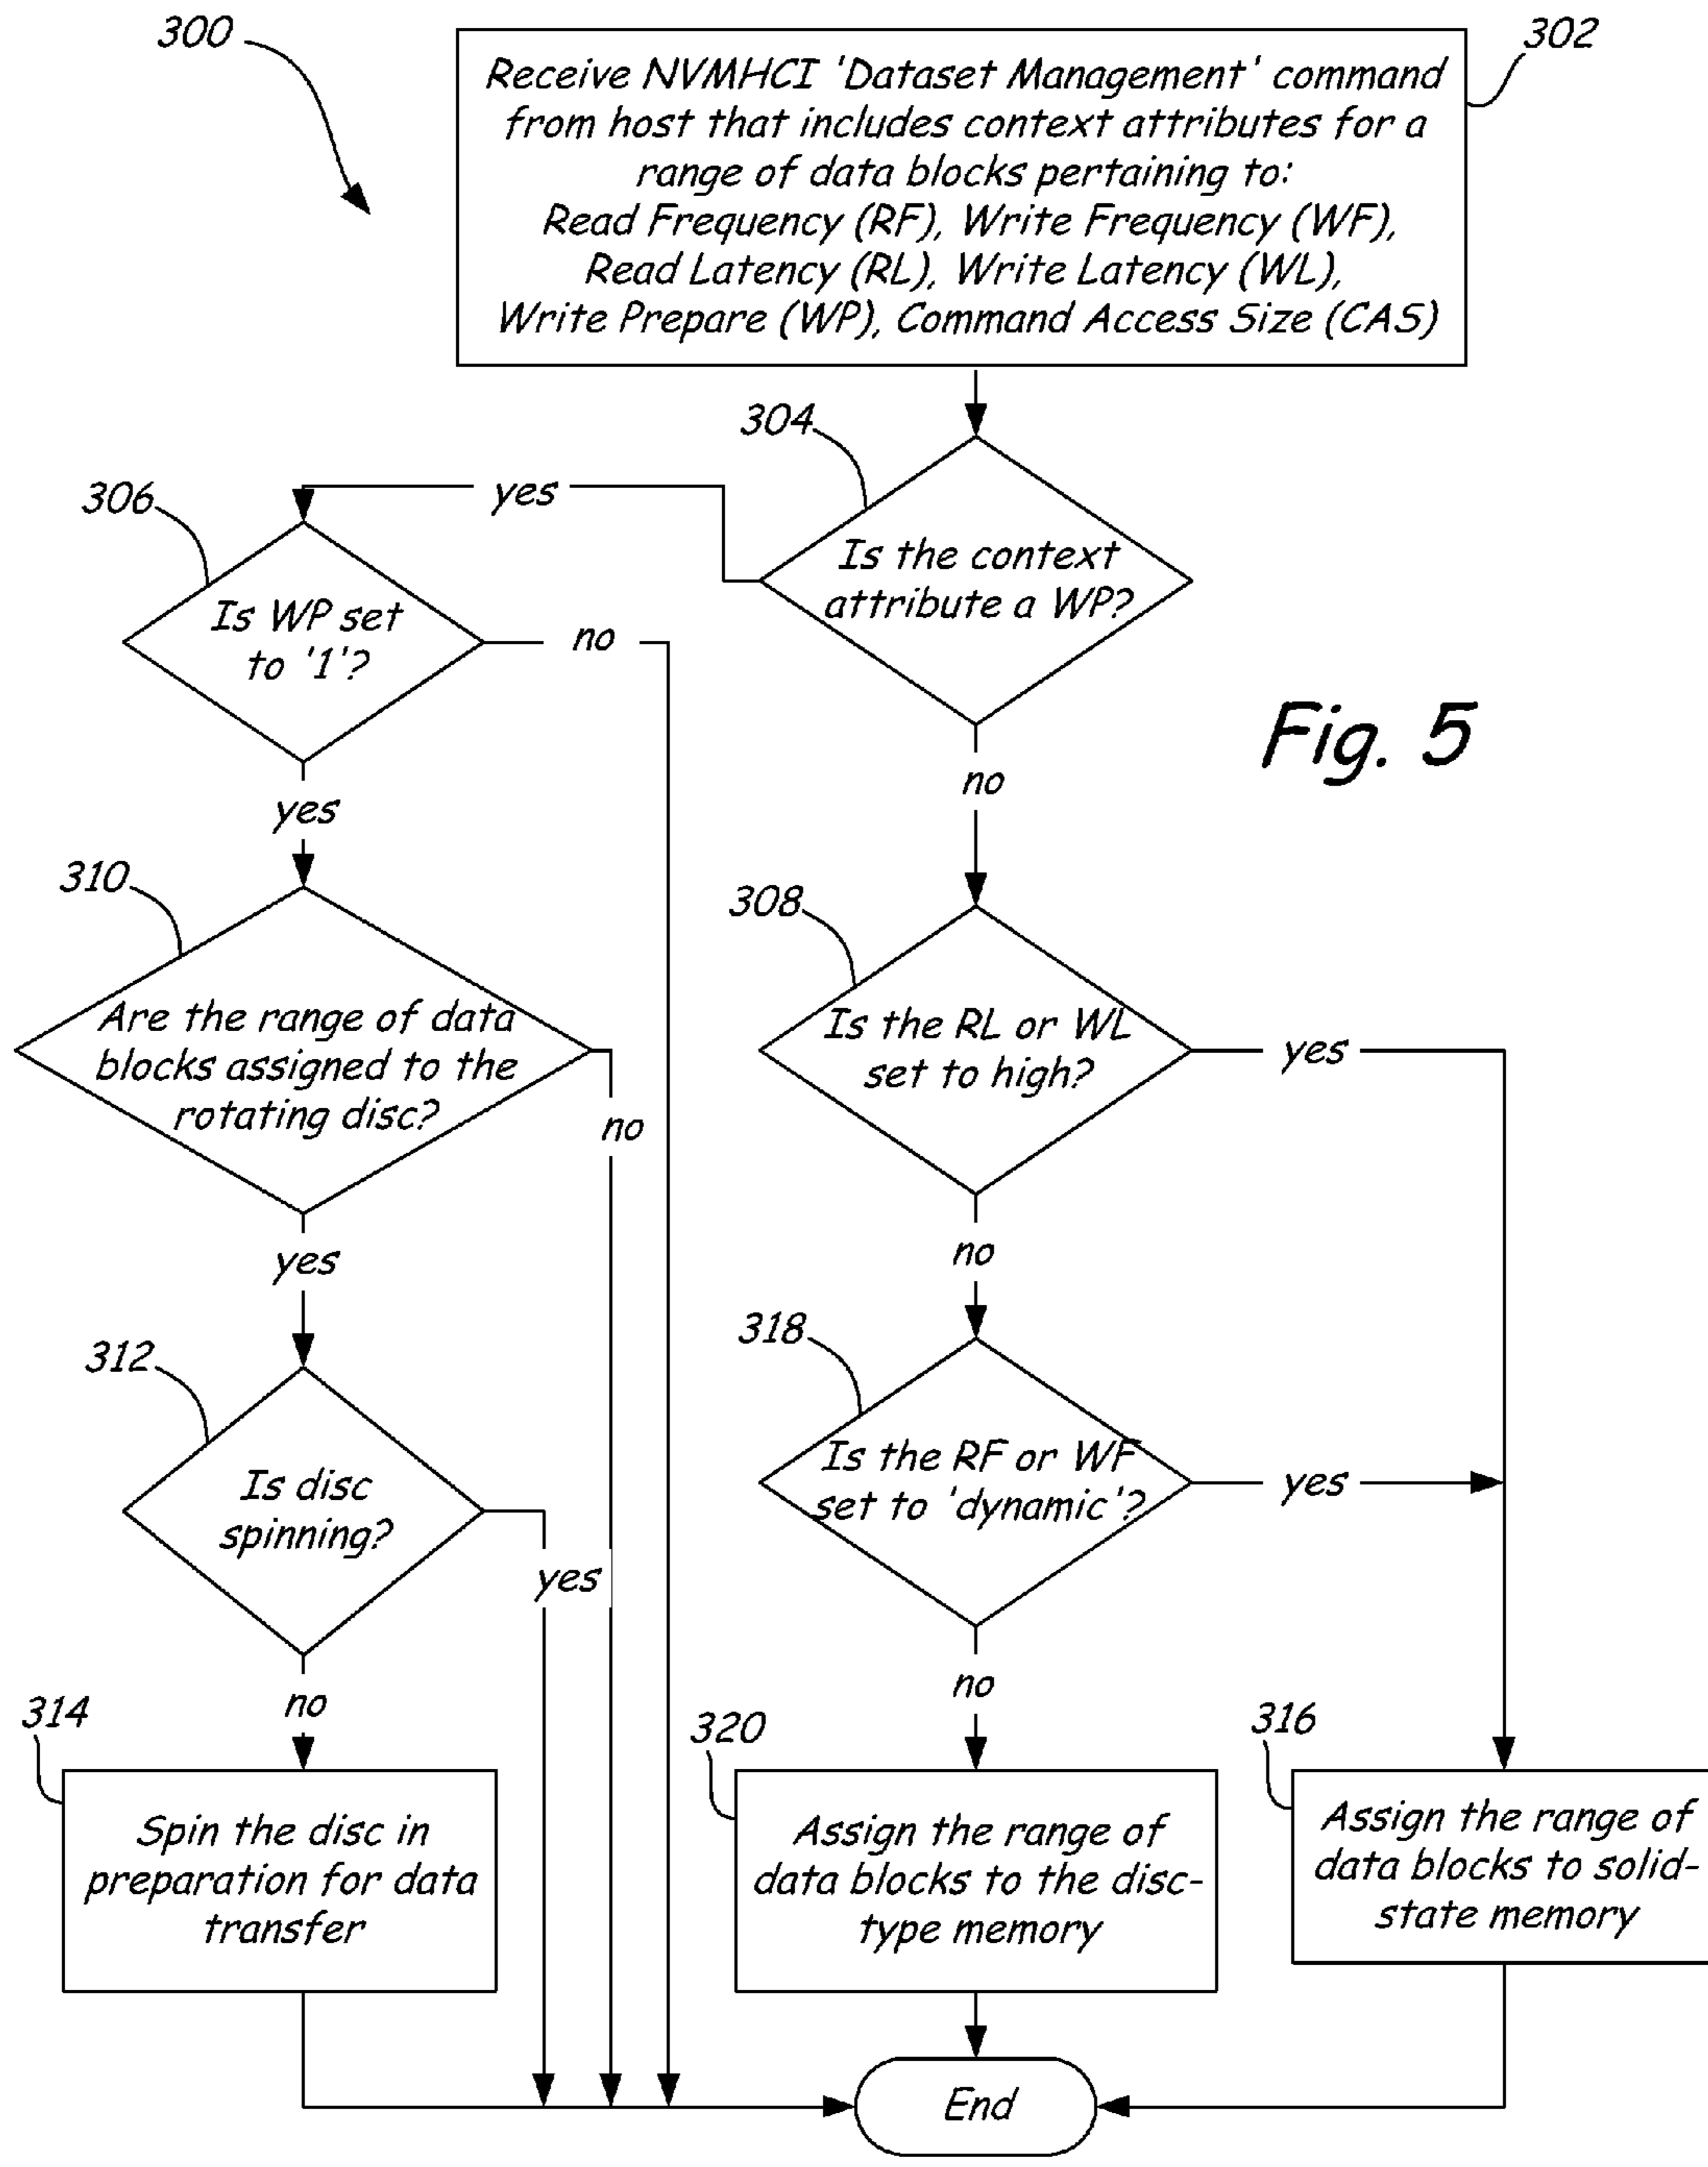 300
302
Receive NVMHCI 'Dataset Management' command
from host that includes context attributes for a
range of data blocks pertaining to:
Read Frequency (RF), Write Frequency (WF),
Read Latency (RL), Write Latency (WL),
Write Prepare (WP), Command Access Size (CAS)
304
Is the context
attribute a WP?
yes
306
Is WP set
to '1'?
no
Fig. 5
no
yes
310
Are the range of data
blocks assigned to the
rotating disc?
no
308
Is the RL or WL
set to high?
yes
yes
no
312
Is disc
spinning?
yes
318
Is the RF or WF
set to 'dynamic'?
yes
no
no
314
Spin the disc in
preparation for data
transfer
320
Assign the range of
data blocks to the disc-
type memory
316
Assign the range of
data blocks to solid-
state memory
End